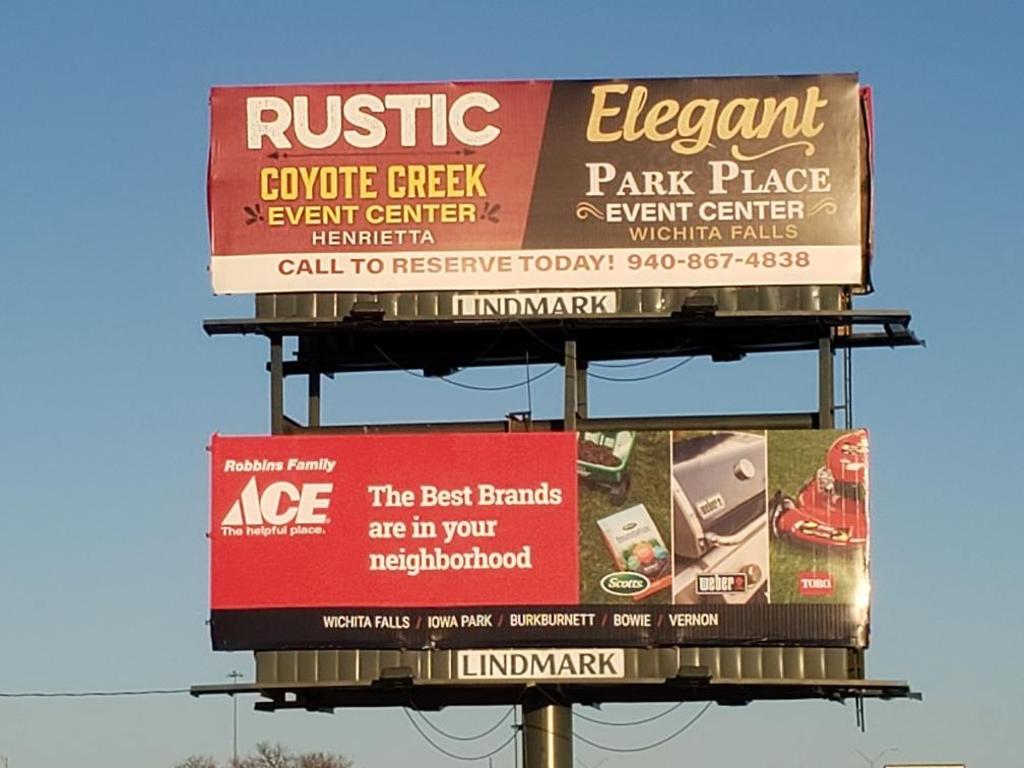 RUSTIC
COYOTE CREEK
EVENT CENTER
HENRIETTA
Elegant
PARK PLACE
EVENT CENTER
WICHITA FALLS
CALL TO RESERVE TODAY! 940-867-4838
LINDMARK
Robbins Family
ACE
The helpful place.
The Best Brands
are in your
neighborhood
Scotts
weber
weber
TORO
WICHITA FALLS / IOWA PARK / BURKBURNETT / BOWIE / VERNON
LINDMARK